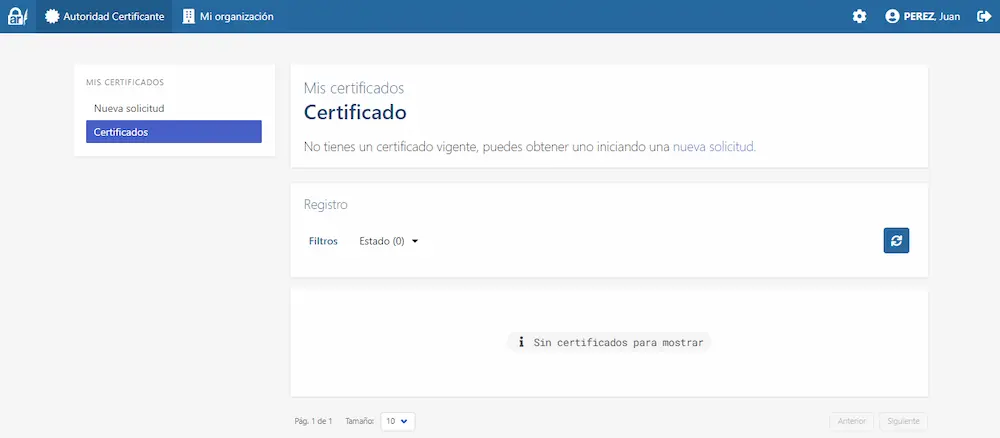 ar
Autoridad Certificante
Mi organización
PEREZ, Juan
MIS CERTIFICADOS
Nueva solicitud
Certificados
Mis certificados
Certificado
No tienes un certificado vigente, puedes obtener uno iniciando una nueva solicitud.
Registro
Filtros
Estado (0)
Sin certificados para mostrar
Pág. 1 de 1
Tamaño:
10
Anterior
Siguiente